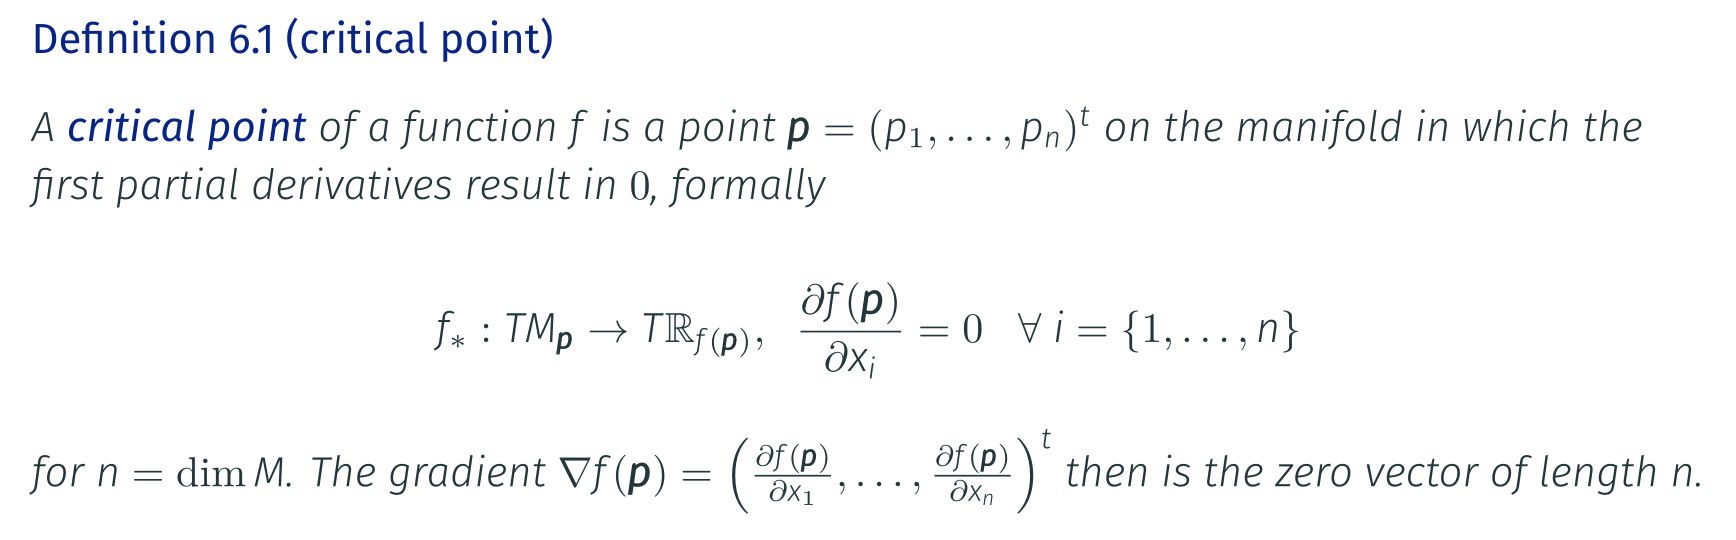 Definition 6.1 (critical point)
A critical point of a function f is a point p = (p₁, . . . , pₙ)ᵗ on the manifold in which the
first partial derivatives result in 0, formally
f∗ : TMₚ → Tℝ_{f(p)}, ∂f(p)/∂xᵢ = 0 ∀ i = {1, . . . , n}
for n = dim M. The gradient ∇f(p) = (∂f(p)/∂x₁, . . . , ∂f(p)/∂xₙ)ᵗ then is the zero vector of length n.